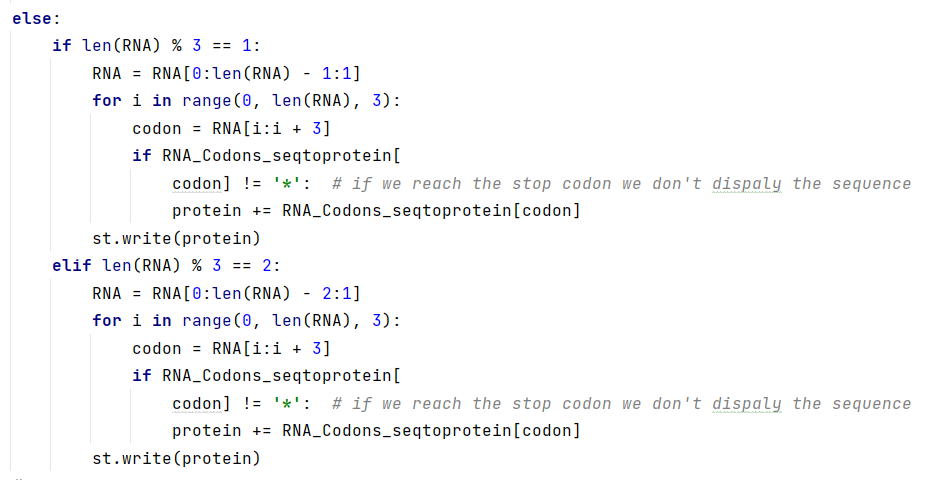 else:
    if len(RNA) % 3 == 1:
        RNA = RNA[0:len(RNA) - 1:1]
        for i in range(0, len(RNA), 3):
            codon = RNA[i:i + 3]
            if RNA_Codons_seqtoprotein[
                codon] != '*':  # if we reach the stop codon we don't dispaly the sequence
                protein += RNA_Codons_seqtoprotein[codon]
        st.write(protein)
    elif len(RNA) % 3 == 2:
        RNA = RNA[0:len(RNA) - 2:1]
        for i in range(0, len(RNA), 3):
            codon = RNA[i:i + 3]
            if RNA_Codons_seqtoprotein[
                codon] != '*':  # if we reach the stop codon we don't dispaly the sequence
                protein += RNA_Codons_seqtoprotein[codon]
        st.write(protein)